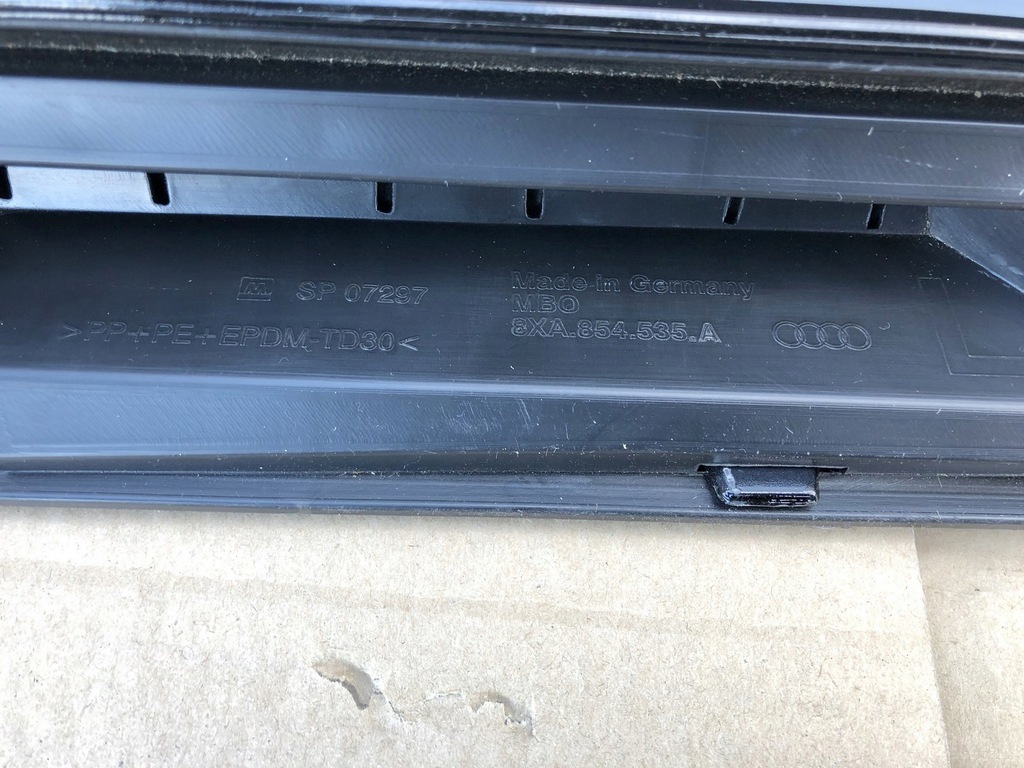 SP 07297
>PP+PE+EPDM-TD30<
Made in Germany
MBO
8XA.854.535.A